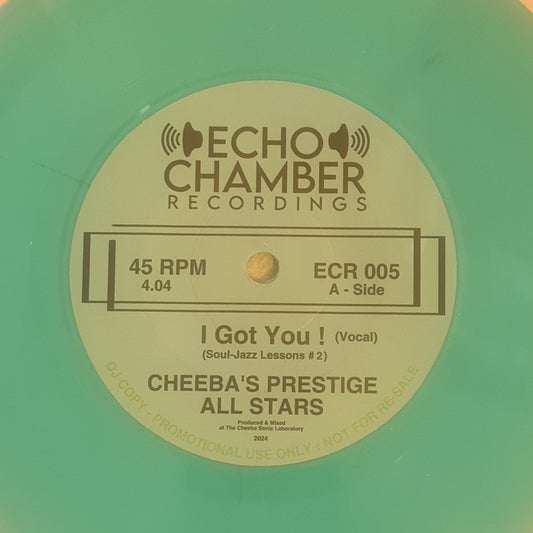 ECHO
CHAMBER
RECORDINGS
45 RPM
4.04
ECR 005
A - Side
I Got You ! (Vocal)
(Soul-Jazz Lessons #2)
CHEEBA'S PRESTIGE
ALL STARS
Produced & Mixed
at The Cheeba Sonic Laboratory
2024
DJ COPY - PROMOTIONAL USE ONLY : NOT FOR RE-SALE